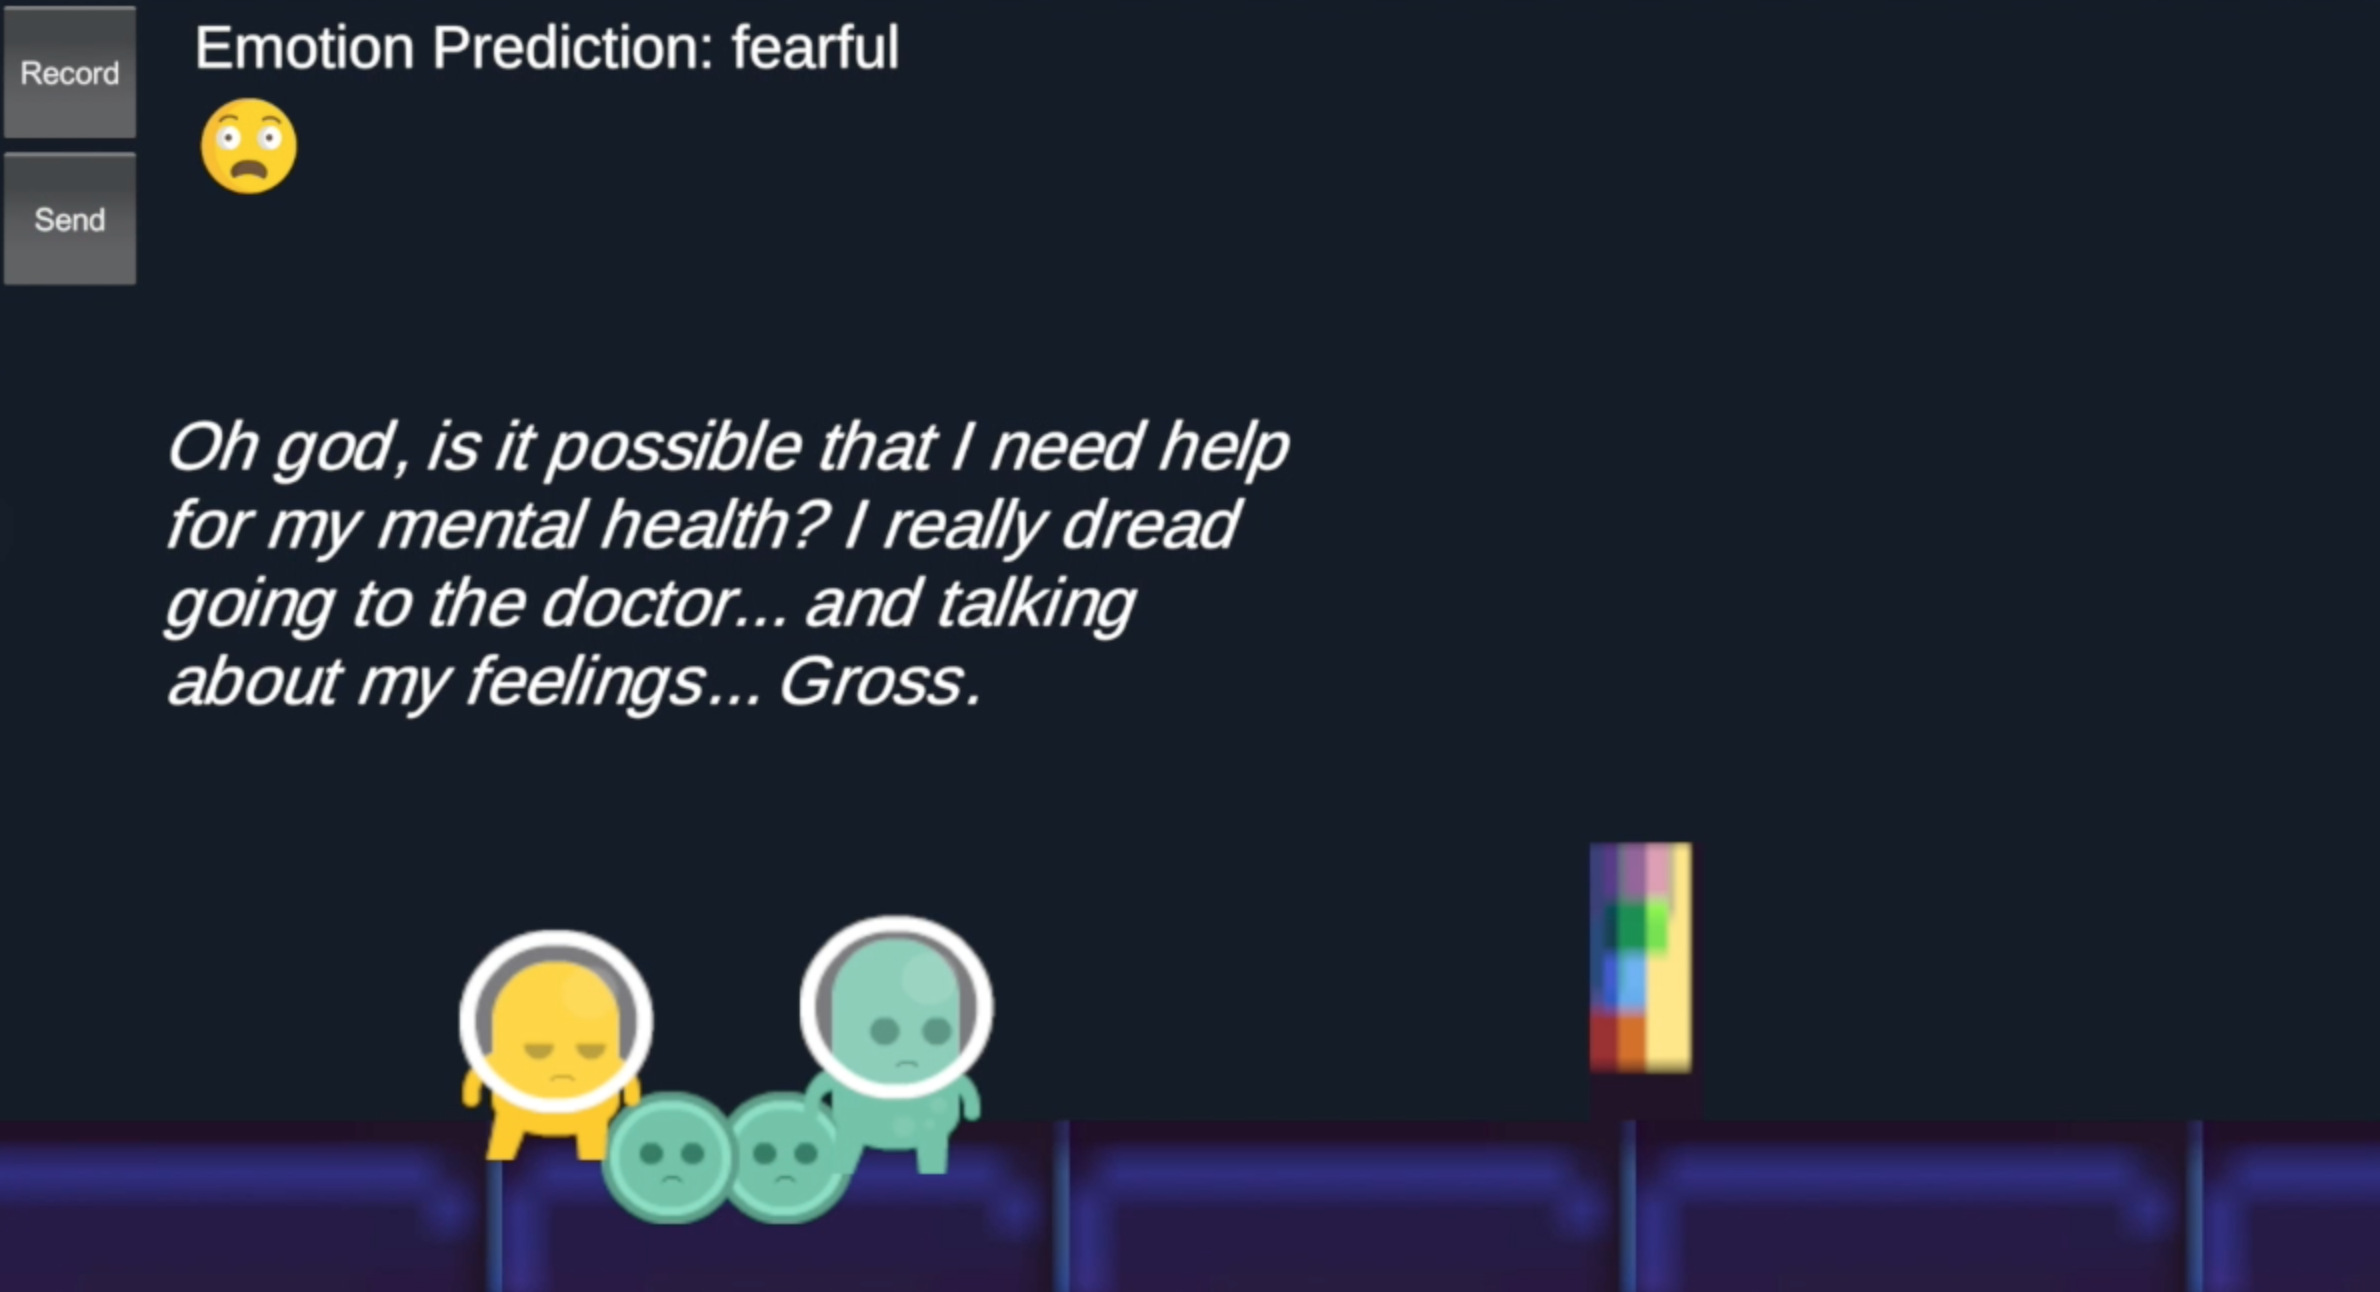 Record
Emotion Prediction: fearful
Send
Oh god, is it possible that I need help
for my mental health? I really dread
going to the doctor... and talking
about my feelings... Gross.